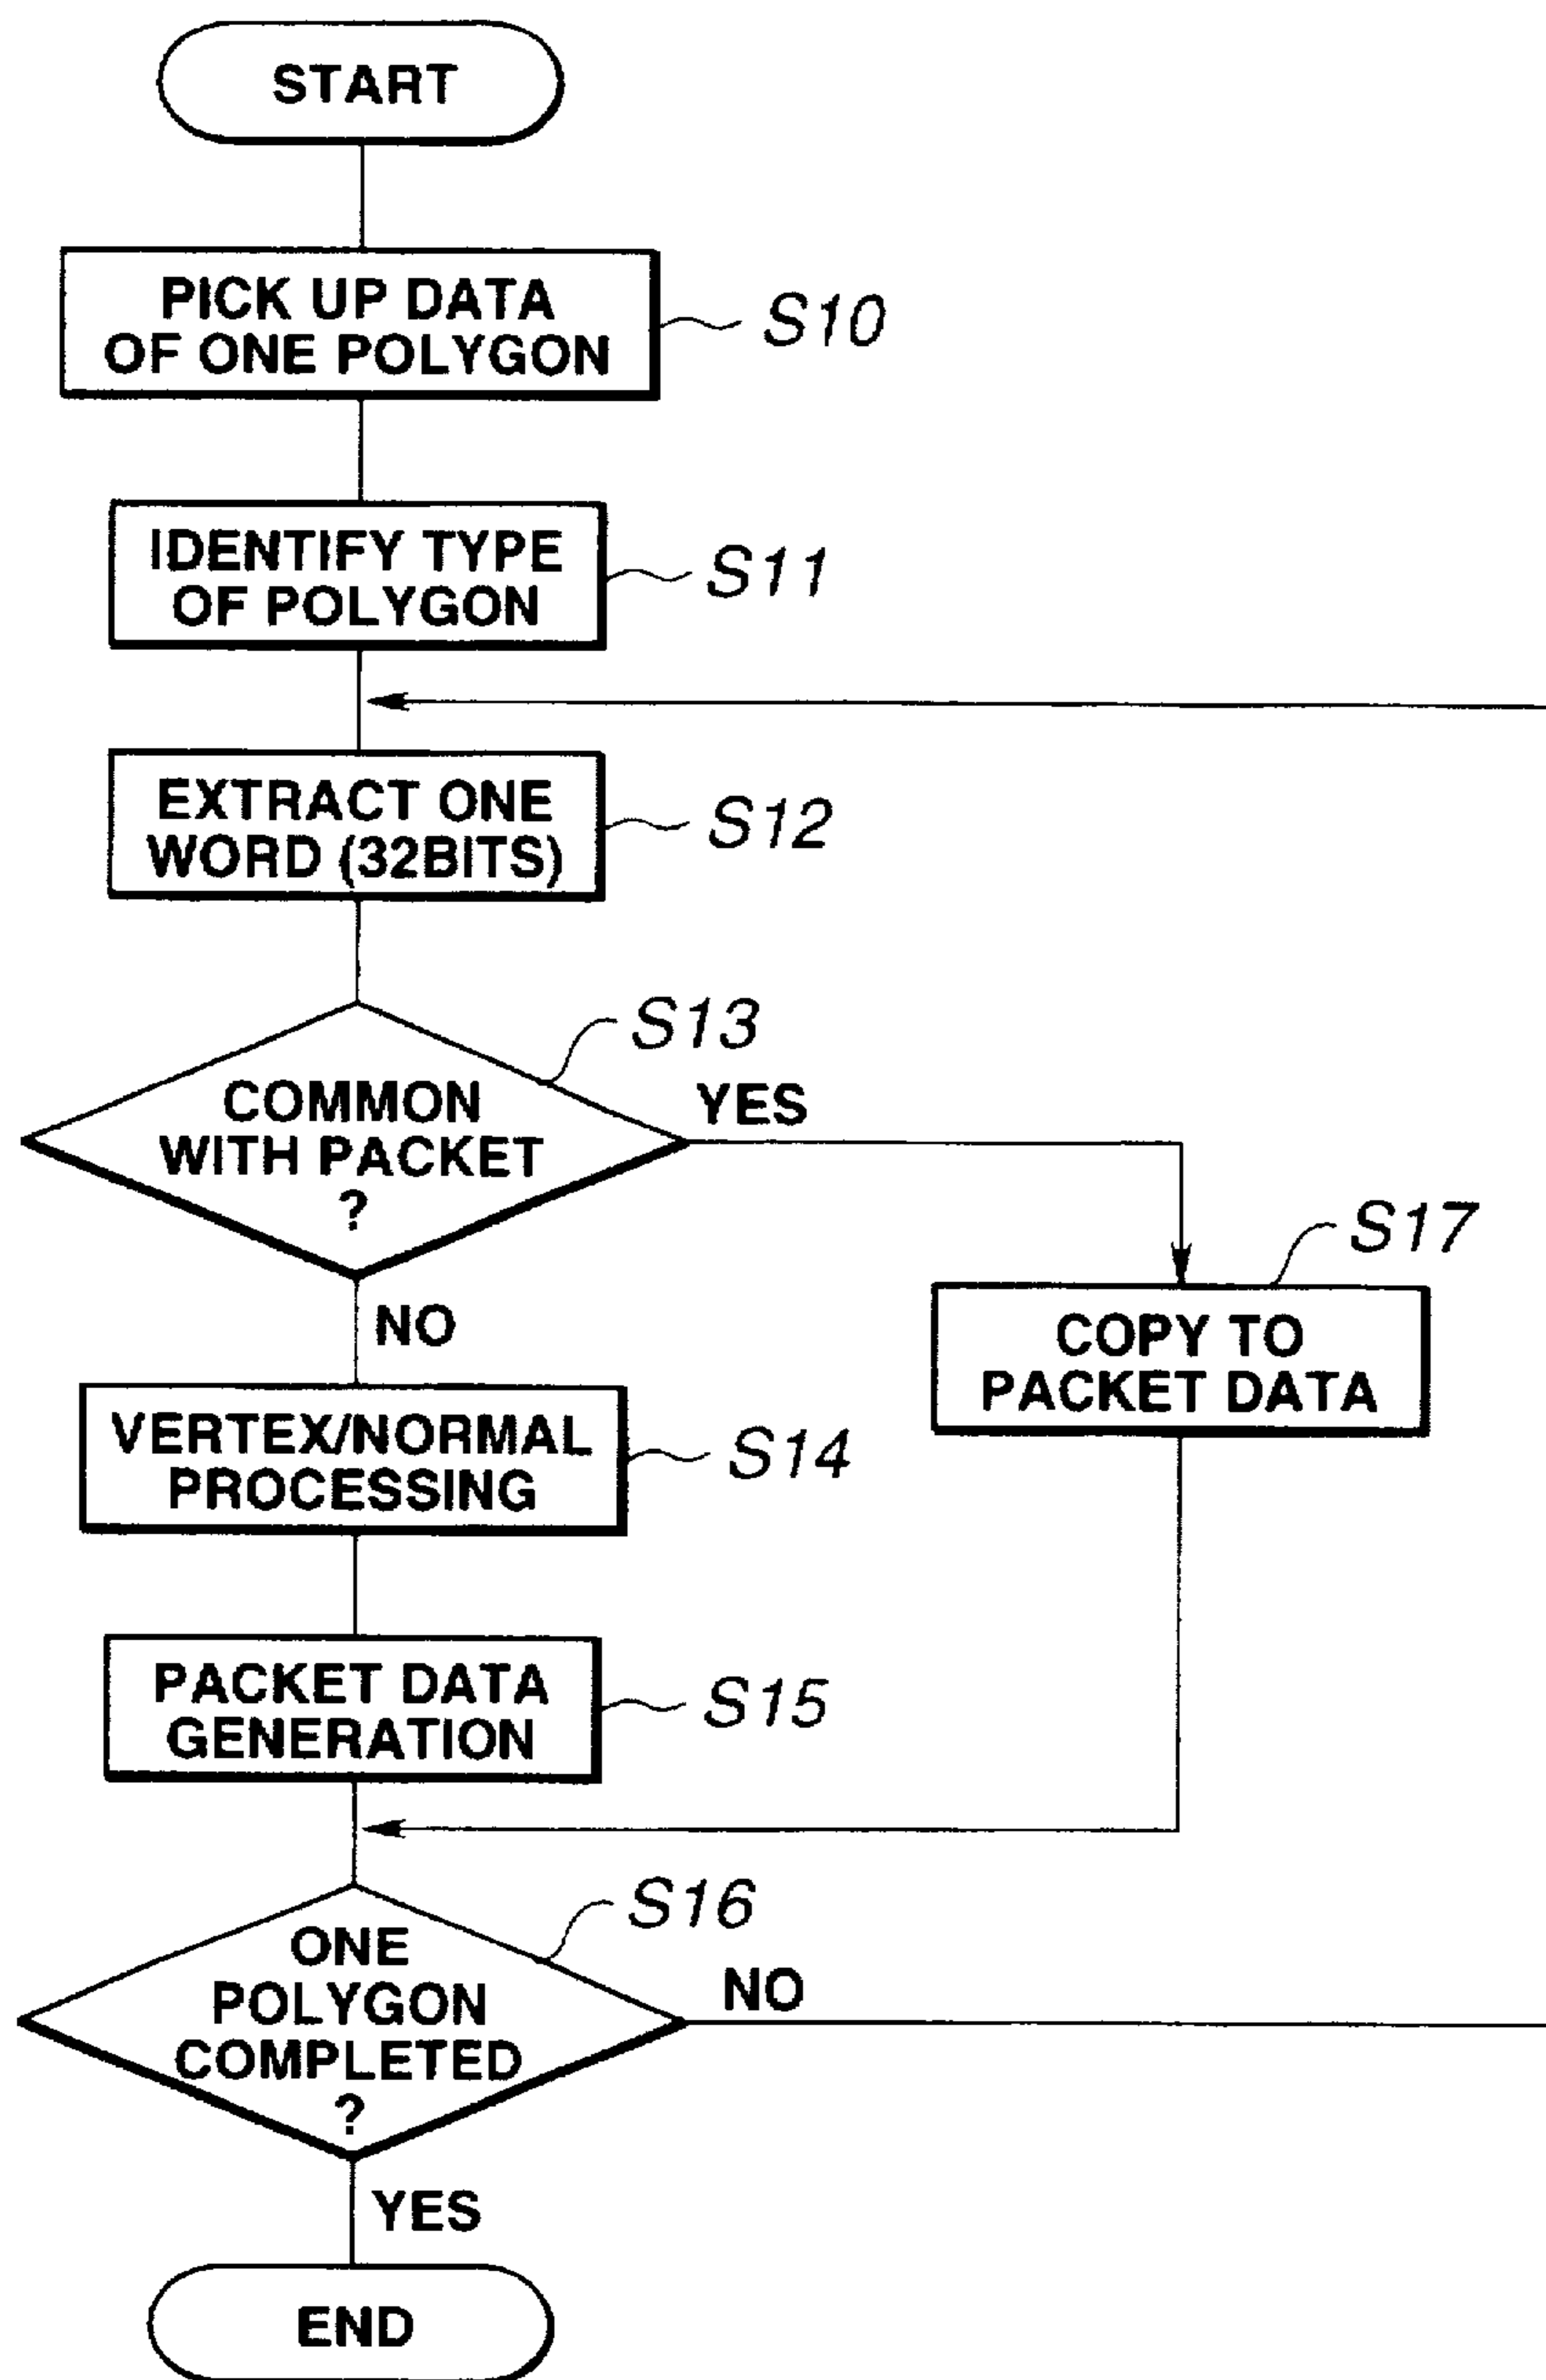 START
PICK UP DATA
OF ONE POLYGON
S10
IDENTIFY TYPE
OF POLYGON
S11
EXTRACT ONE
WORD (32BITS)
S12
S13
COMMON
WITH PACKET
?
YES
NO
S17
COPY TO
PACKET DATA
VERTEX/NORMAL
PROCESSING
S14
PACKET DATA
GENERATION
S15
S16
ONE
POLYGON
COMPLETED
?
NO
YES
END